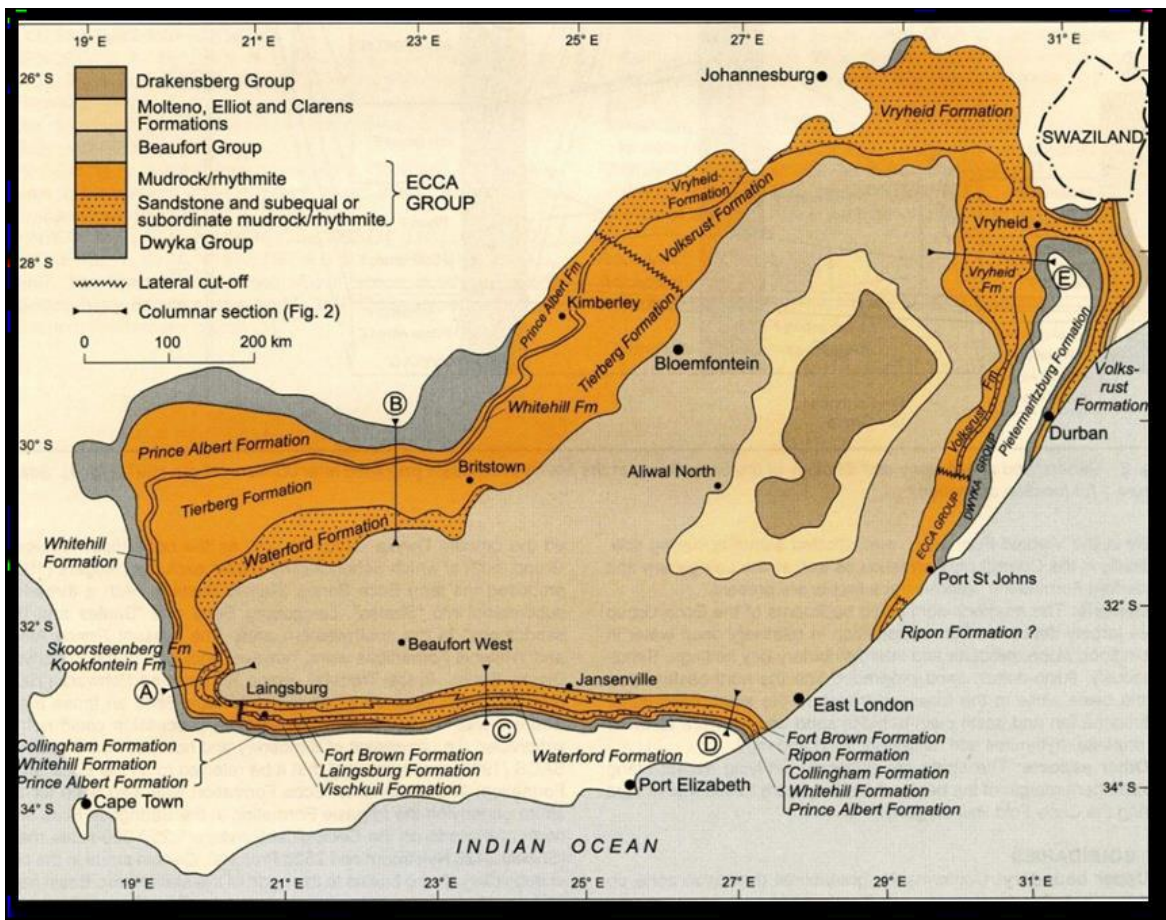 19° E
21° E
25° E
27° E
31° E
26° S
28° S
30° S
32° S
34° S
Drakensberg Group
Molteno, Elliot and Clarens
Formations
Beaufort Group
Mudrock/rhythmite
Sandstone and subequal or
subordinate mudrock/rhythmite
ECCA
GROUP
Dwyka Group
Lateral cut-off
Columnar section (Fig. 2)
0 100 200 km
Johannesburg
Vryheid Formation
SWAZILAND
Vryheid
Formation
Volksrust Formation
Vryheid
Vryheid
Fm
E
Prince Albert Fm
Kimberley
Tierberg Formation
Bloemfontein
Whitehill Fm
Pietermaritzburg Formation
Volks-
rust
Formation
Durban
Volksrust Fm
DWYKA GROUP
ECCA GROUP
B
Prince Albert Formation
Tierberg Formation
Britstown
Aliwal North
Waterford Formation
Whitehill
Formation
Port St Johns
32° S
Ripon Formation ?
Skoorsteenberg Fm
Kookfontein Fm
A
Beaufort West
Laingsburg
Jansenville
East London
C
D
Collingham Formation
Whitehill Formation
Prince Albert Formation
Fort Brown Formation
Laingsburg Formation
Vischkuil Formation
Waterford Formation
Fort Brown Formation
Ripon Formation
Collingham Formation
Whitehill Formation
Prince Albert Formation
Port Elizabeth
34° S
Cape Town
INDIAN OCEAN
19° E
21° E
23° E
25° E
27° E
29° E
31° E